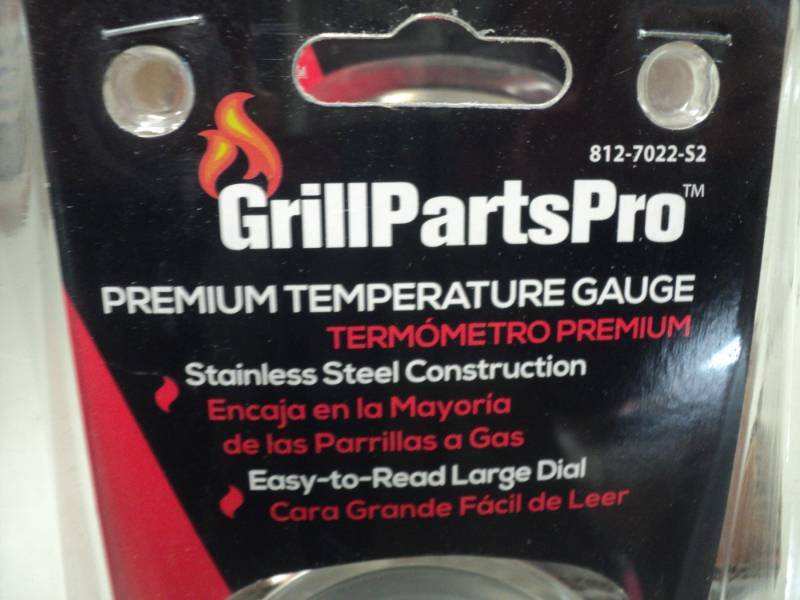 812-7022-S2
GrillPartsPro™
PREMIUM TEMPERATURE GAUGE
TERMÓMETRO PREMIUM
Stainless Steel Construction
Encaja en la Mayoría
de las Parrillas a Gas
Easy-to-Read Large Dial
Cara Grande Fácil de Leer